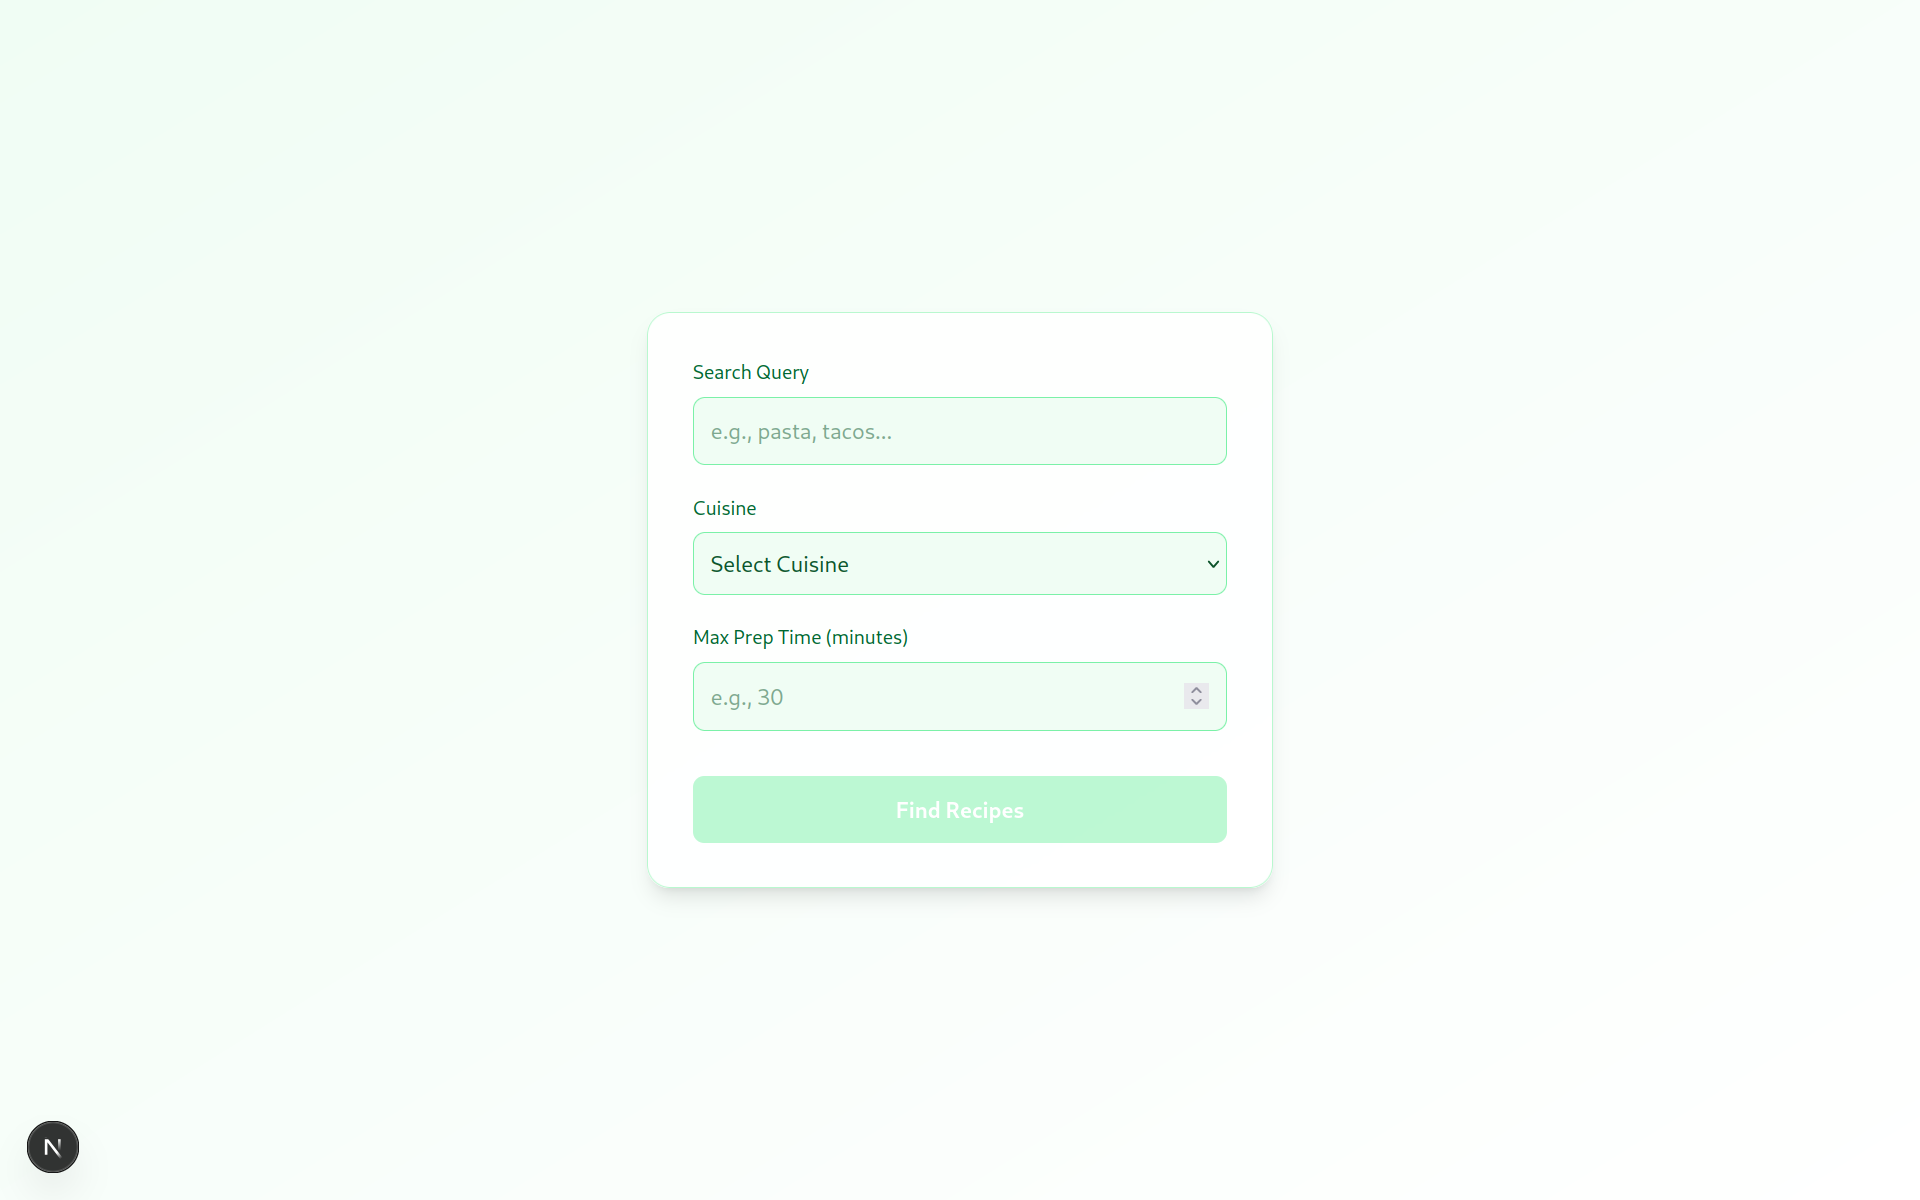 Search Query
e.g., pasta, tacos...
Cuisine
Select Cuisine
Max Prep Time (minutes)
e.g., 30
Find Recipes
N